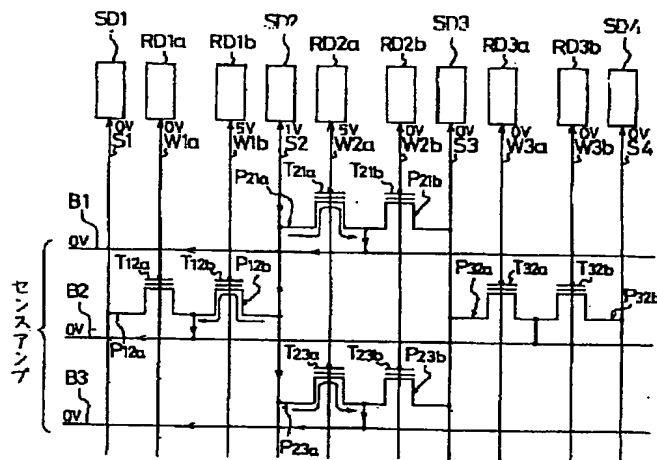 SD1 RD1a RD1b SD2 RD2a RD2b SD3 RD3a RD3b SD4
0V 0V 5V 1V 5V 0V 0V 0V 0V 0V
S1 W1a W1b S2 W2a W2b S3 W3a W3b S4
P21a T21a T21b P21b
B1
0V
T12a T12b P12b P32a T32a T32b
B2
0V
P12a P32b
T23a T23b P23b
B3
0V
P23a
センスアンプ